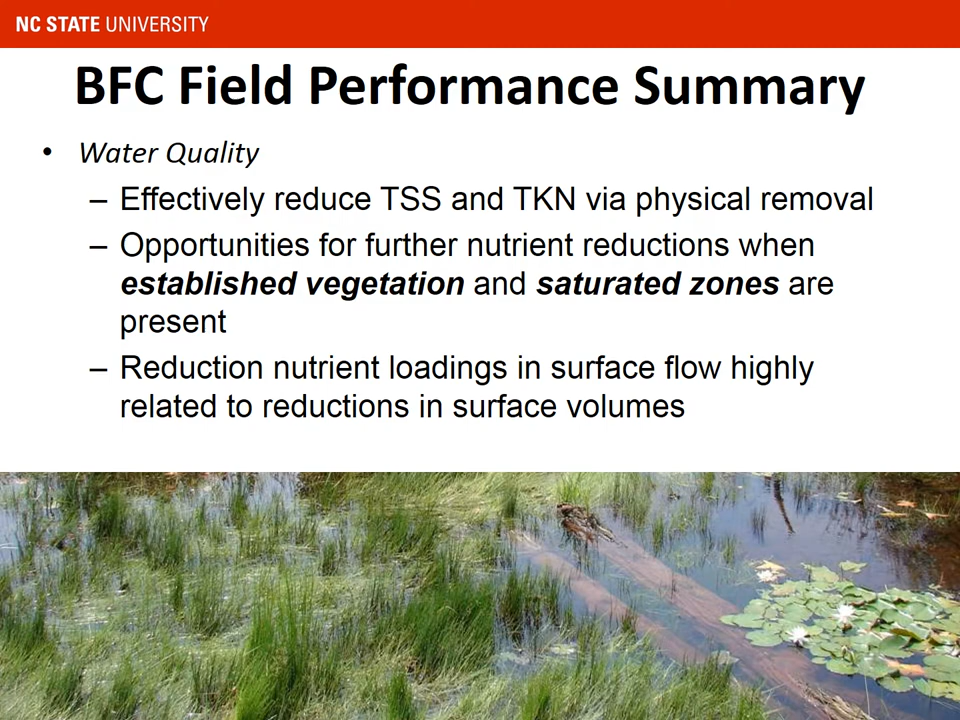 NC STATE UNIVERSITY
BFC Field Performance Summary
• Water Quality
– Effectively reduce TSS and TKN via physical removal
– Opportunities for further nutrient reductions when
established vegetation and saturated zones are
present
– Reduction nutrient loadings in surface flow highly
related to reductions in surface volumes